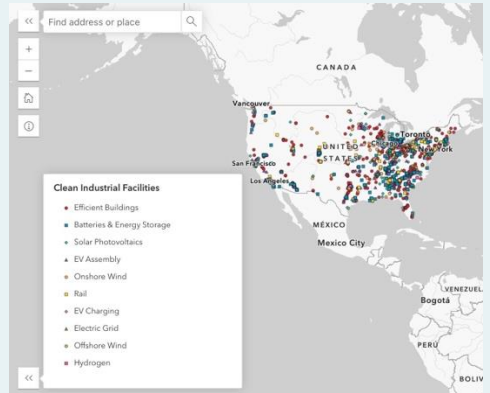 Find address or place
CANADA
Vancouver
Toronto
UNITED
STATES
Chicago
New York
San Francisco
Los Angeles
MÉXICO
Mexico City
Clean Industrial Facilities
Efficient Buildings
Batteries & Energy Storage
Solar Photovoltaics
EV Assembly
Onshore Wind
Rail
EV Charging
Electric Grid
Offshore Wind
Hydrogen
VENEZUEL
Bogotá
PERÚ
BOLIV